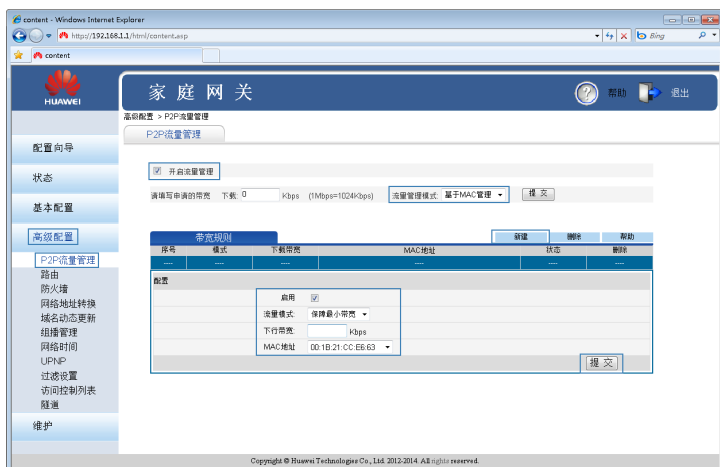 content - Windows Internet Explorer
http://192.168.1.1/html/content.asp
Bing
content
HUAWEI
家庭网关
帮助
退出
高级配置 > P2P流量管理
P2P流量管理
配置向导
状态
基本配置
高级配置
P2P流量管理
路由
防火墙
网络地址转换
域名动态更新
组播管理
网络时间
UPNP
过滤设置
访问控制列表
隧道
维护
开启流量管理
请填写申请的带宽 下载: 0 Kbps (1Mbps=1024Kbps) 流量管理模式: 基于MAC管理 提交
带宽规则 新建 删除 帮助
序号 模式 下载带宽 MAC地址 状态 删除
---- ---- ---- ---- ---- ----
配置
启用
流量模式: 保障最小带宽
下行带宽: Kbps
MAC地址 00:1B:21:CC:E6:63
提交
Copyright © Huawei Technologies Co., Ltd. 2012-2014. All rights reserved.